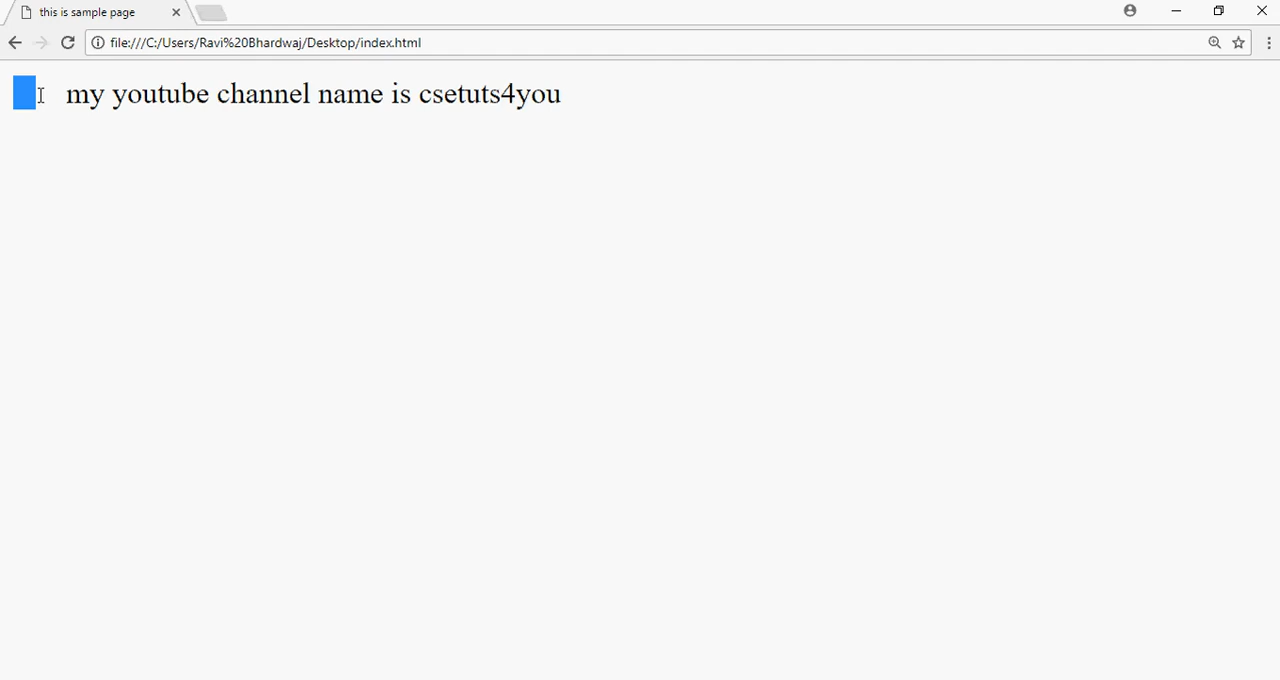 this is sample page
file:///C:/Users/Ravi%20Bhardwaj/Desktop/index.html
my youtube channel name is csetuts4you